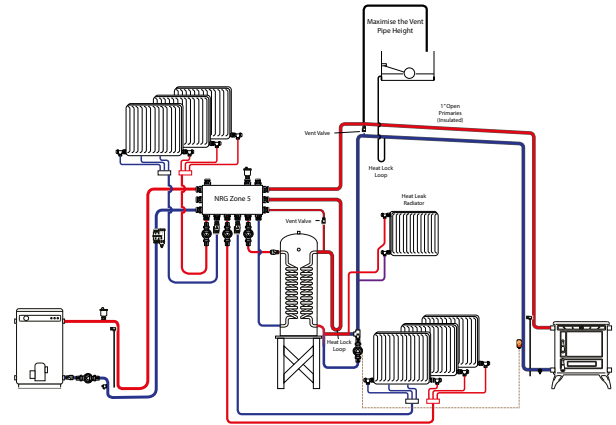 Maximise the Vent
Pipe Height
1" Open
Primaries
(Insulated)
Vent Valve
Heat Lock
Loop
NRG Zone 5
Heat Leak
Radiator
Vent Valve
Heat Lock
Loop